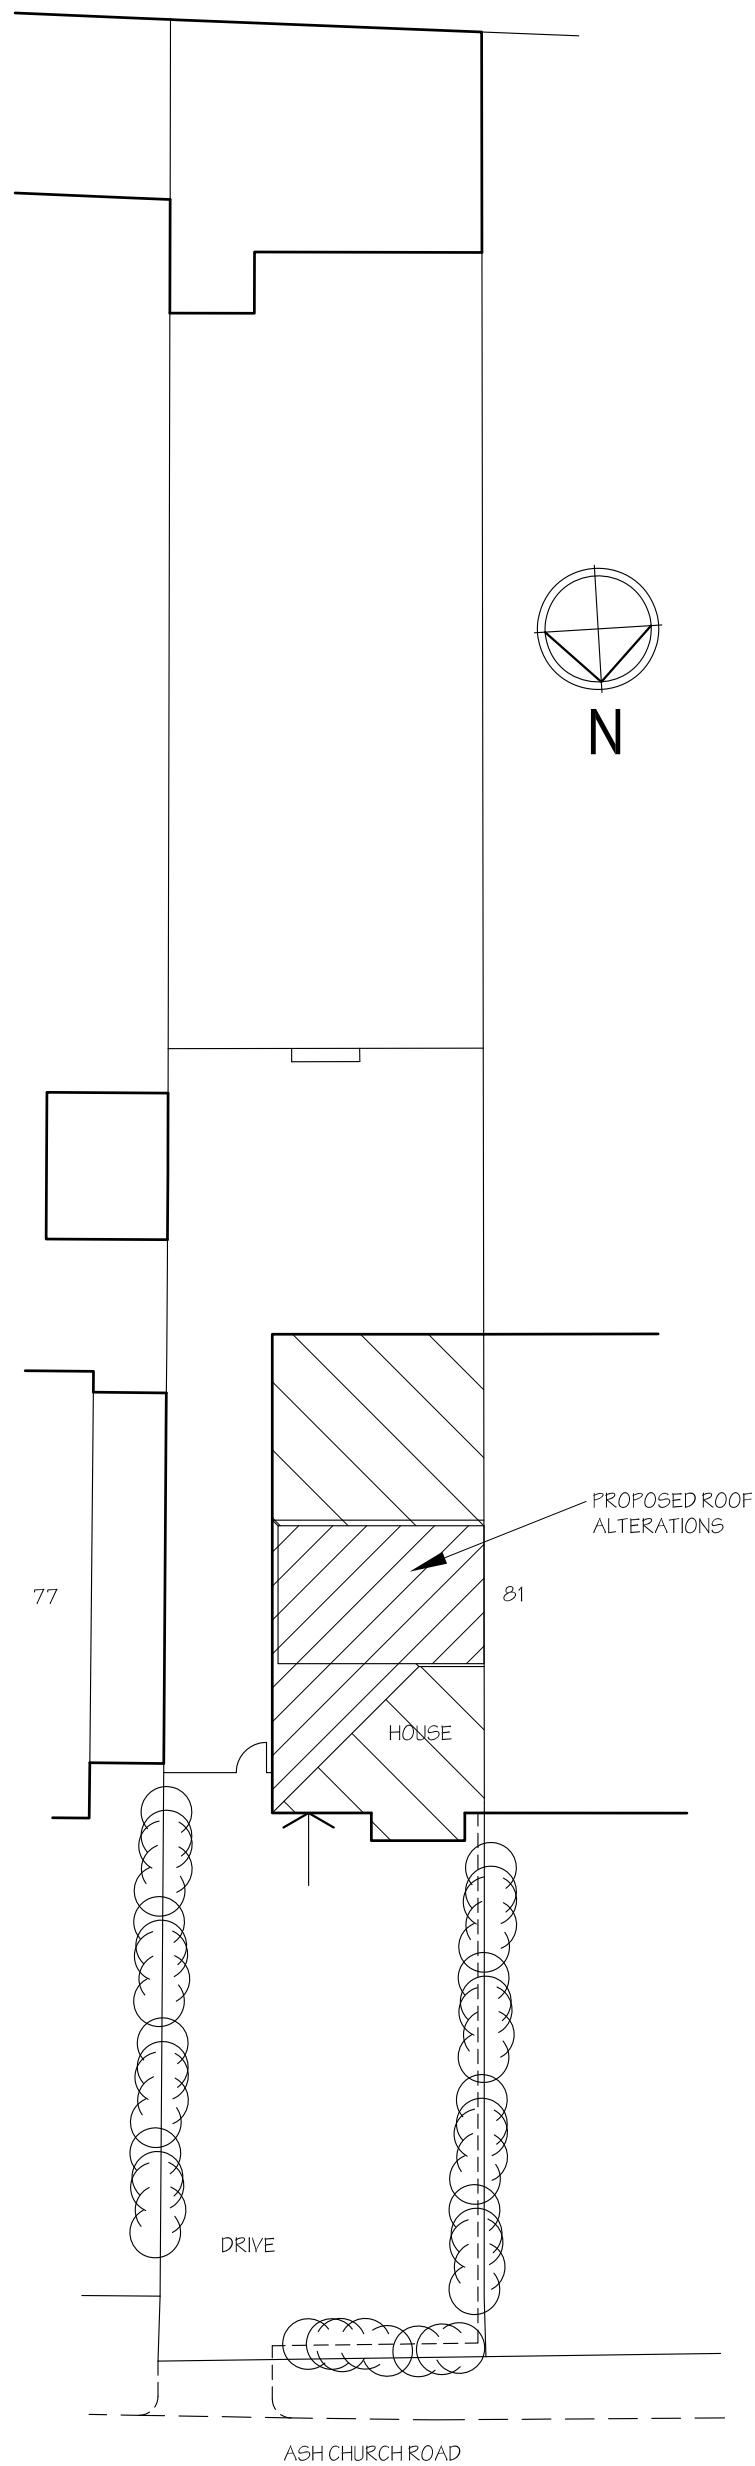 N
PROPOSED ROOF
ALTERATIONS
77
81
HOUSE
DRIVE
ASH CHURCH ROAD